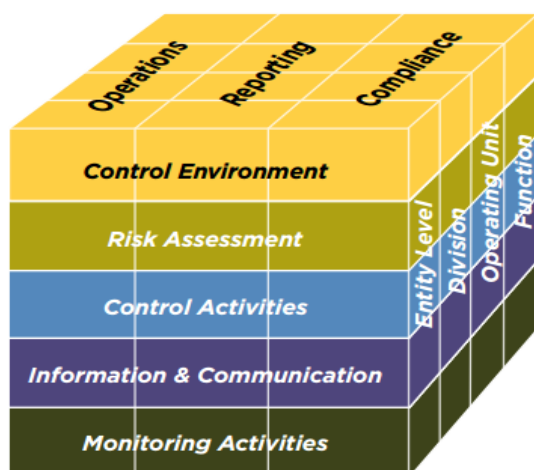 Operations
Reporting
Compliance
Control Environment
Risk Assessment
Control Activities
Information & Communication
Monitoring Activities
Entity Level
Division
Operating Unit
Function